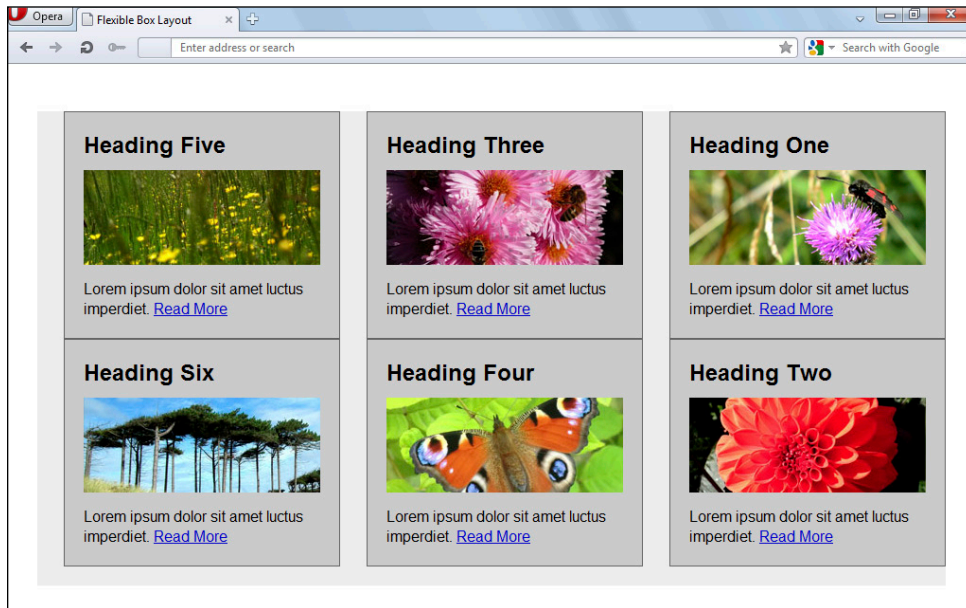 Opera
Flexible Box Layout
Enter address or search
Search with Google
Heading Five
Lorem ipsum dolor sit amet luctus
imperdiet. Read More
Heading Three
Lorem ipsum dolor sit amet luctus
imperdiet. Read More
Heading One
Lorem ipsum dolor sit amet luctus
imperdiet. Read More
Heading Six
Lorem ipsum dolor sit amet luctus
imperdiet. Read More
Heading Four
Lorem ipsum dolor sit amet luctus
imperdiet. Read More
Heading Two
Lorem ipsum dolor sit amet luctus
imperdiet. Read More